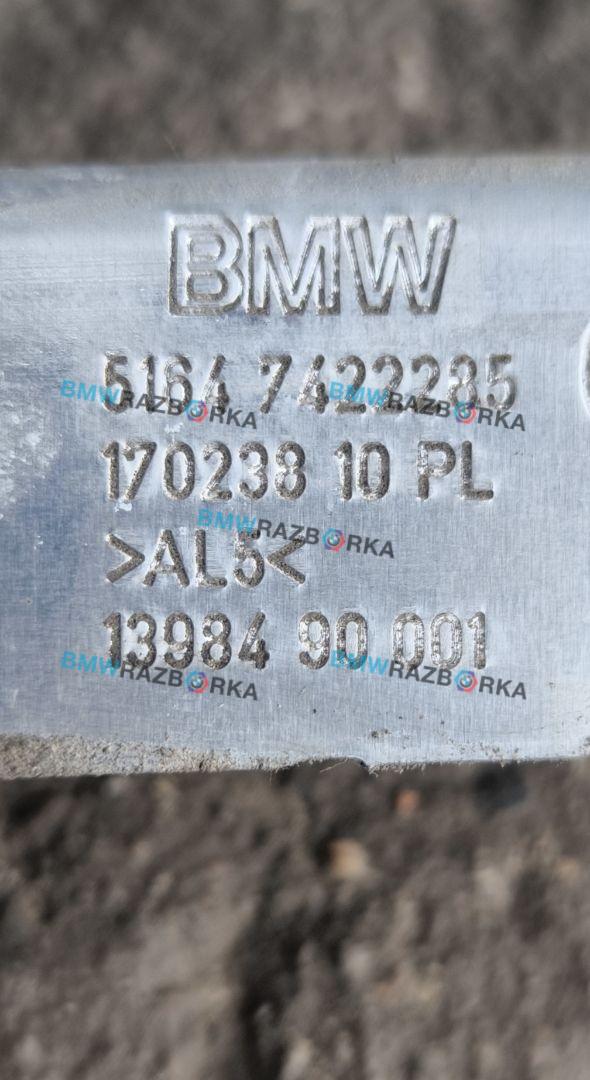 BMW
5164 7422285
BMWRAZBORKA BMWRAZBORKA
170238 10 PL
BMWRAZBORKA
>AL5<
13984 90 001
BMWRAZBORKA BMWRAZBORKA